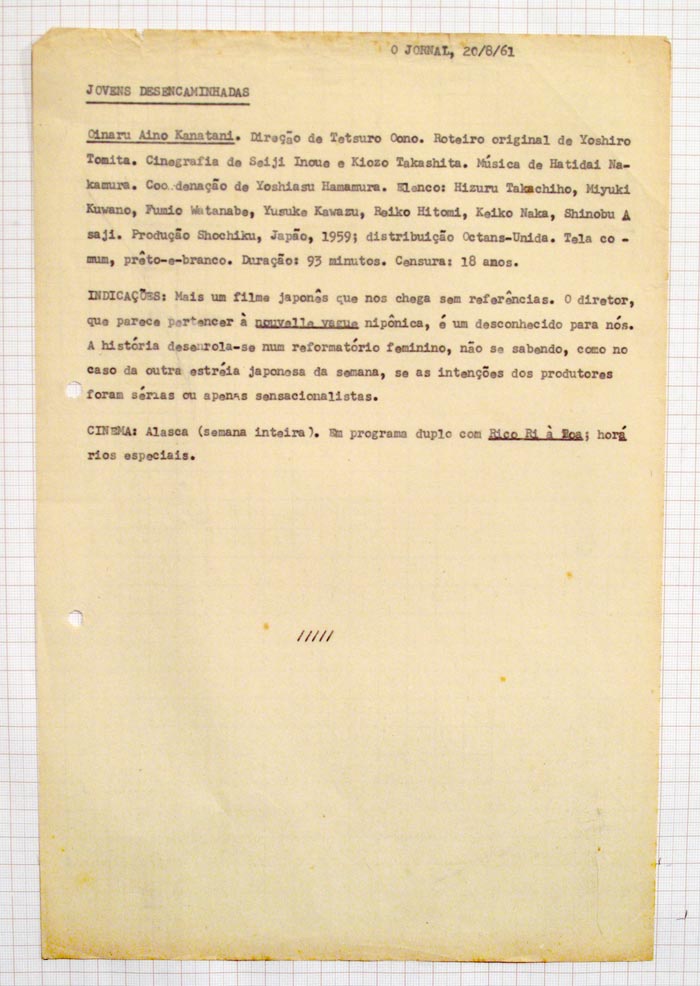 O JORNAL, 20/8/61
JOVENS DESENCAMINHADAS
Oinaru Aino Kanatani. Direção de Tetsuro Oono. Roteiro original de Yoshiro
Tomita. Cinegrafia de Seiji Inoue e Kiozo Takashita. Música de Hatidai Na-
kamura. Coordenação de Yoshiasu Hamamura. Elenco: Hizuru Takachiho, Miyuki
Kuwano, Fumio Watanabe, Yusuke Kawazu, Reiko Hitomi, Keiko Naka, Shinobu A
saji. Produção Shochiku, Japão, 1959; distribuição Octans-Unida. Tela co -
mum, prêto-e-branco. Duração: 93 minutos. Censura: 18 anos.
INDICAÇÕES: Mais um filme japonês que nos chega sem referências. O diretor,
que parece pertencer à nouvelle vague nipônica, é um desconhecido para nós.
A história desenrola-se num reformatório feminino, não se sabendo, como no
caso da outra estréia japonesa da semana, se as intenções dos produtores
foram sérias ou apenas sensacionalistas.
CINEMA: Alasca (semana inteira). Em programa duplo com Rico Ri à Toa; horá
rios especiais.
/////